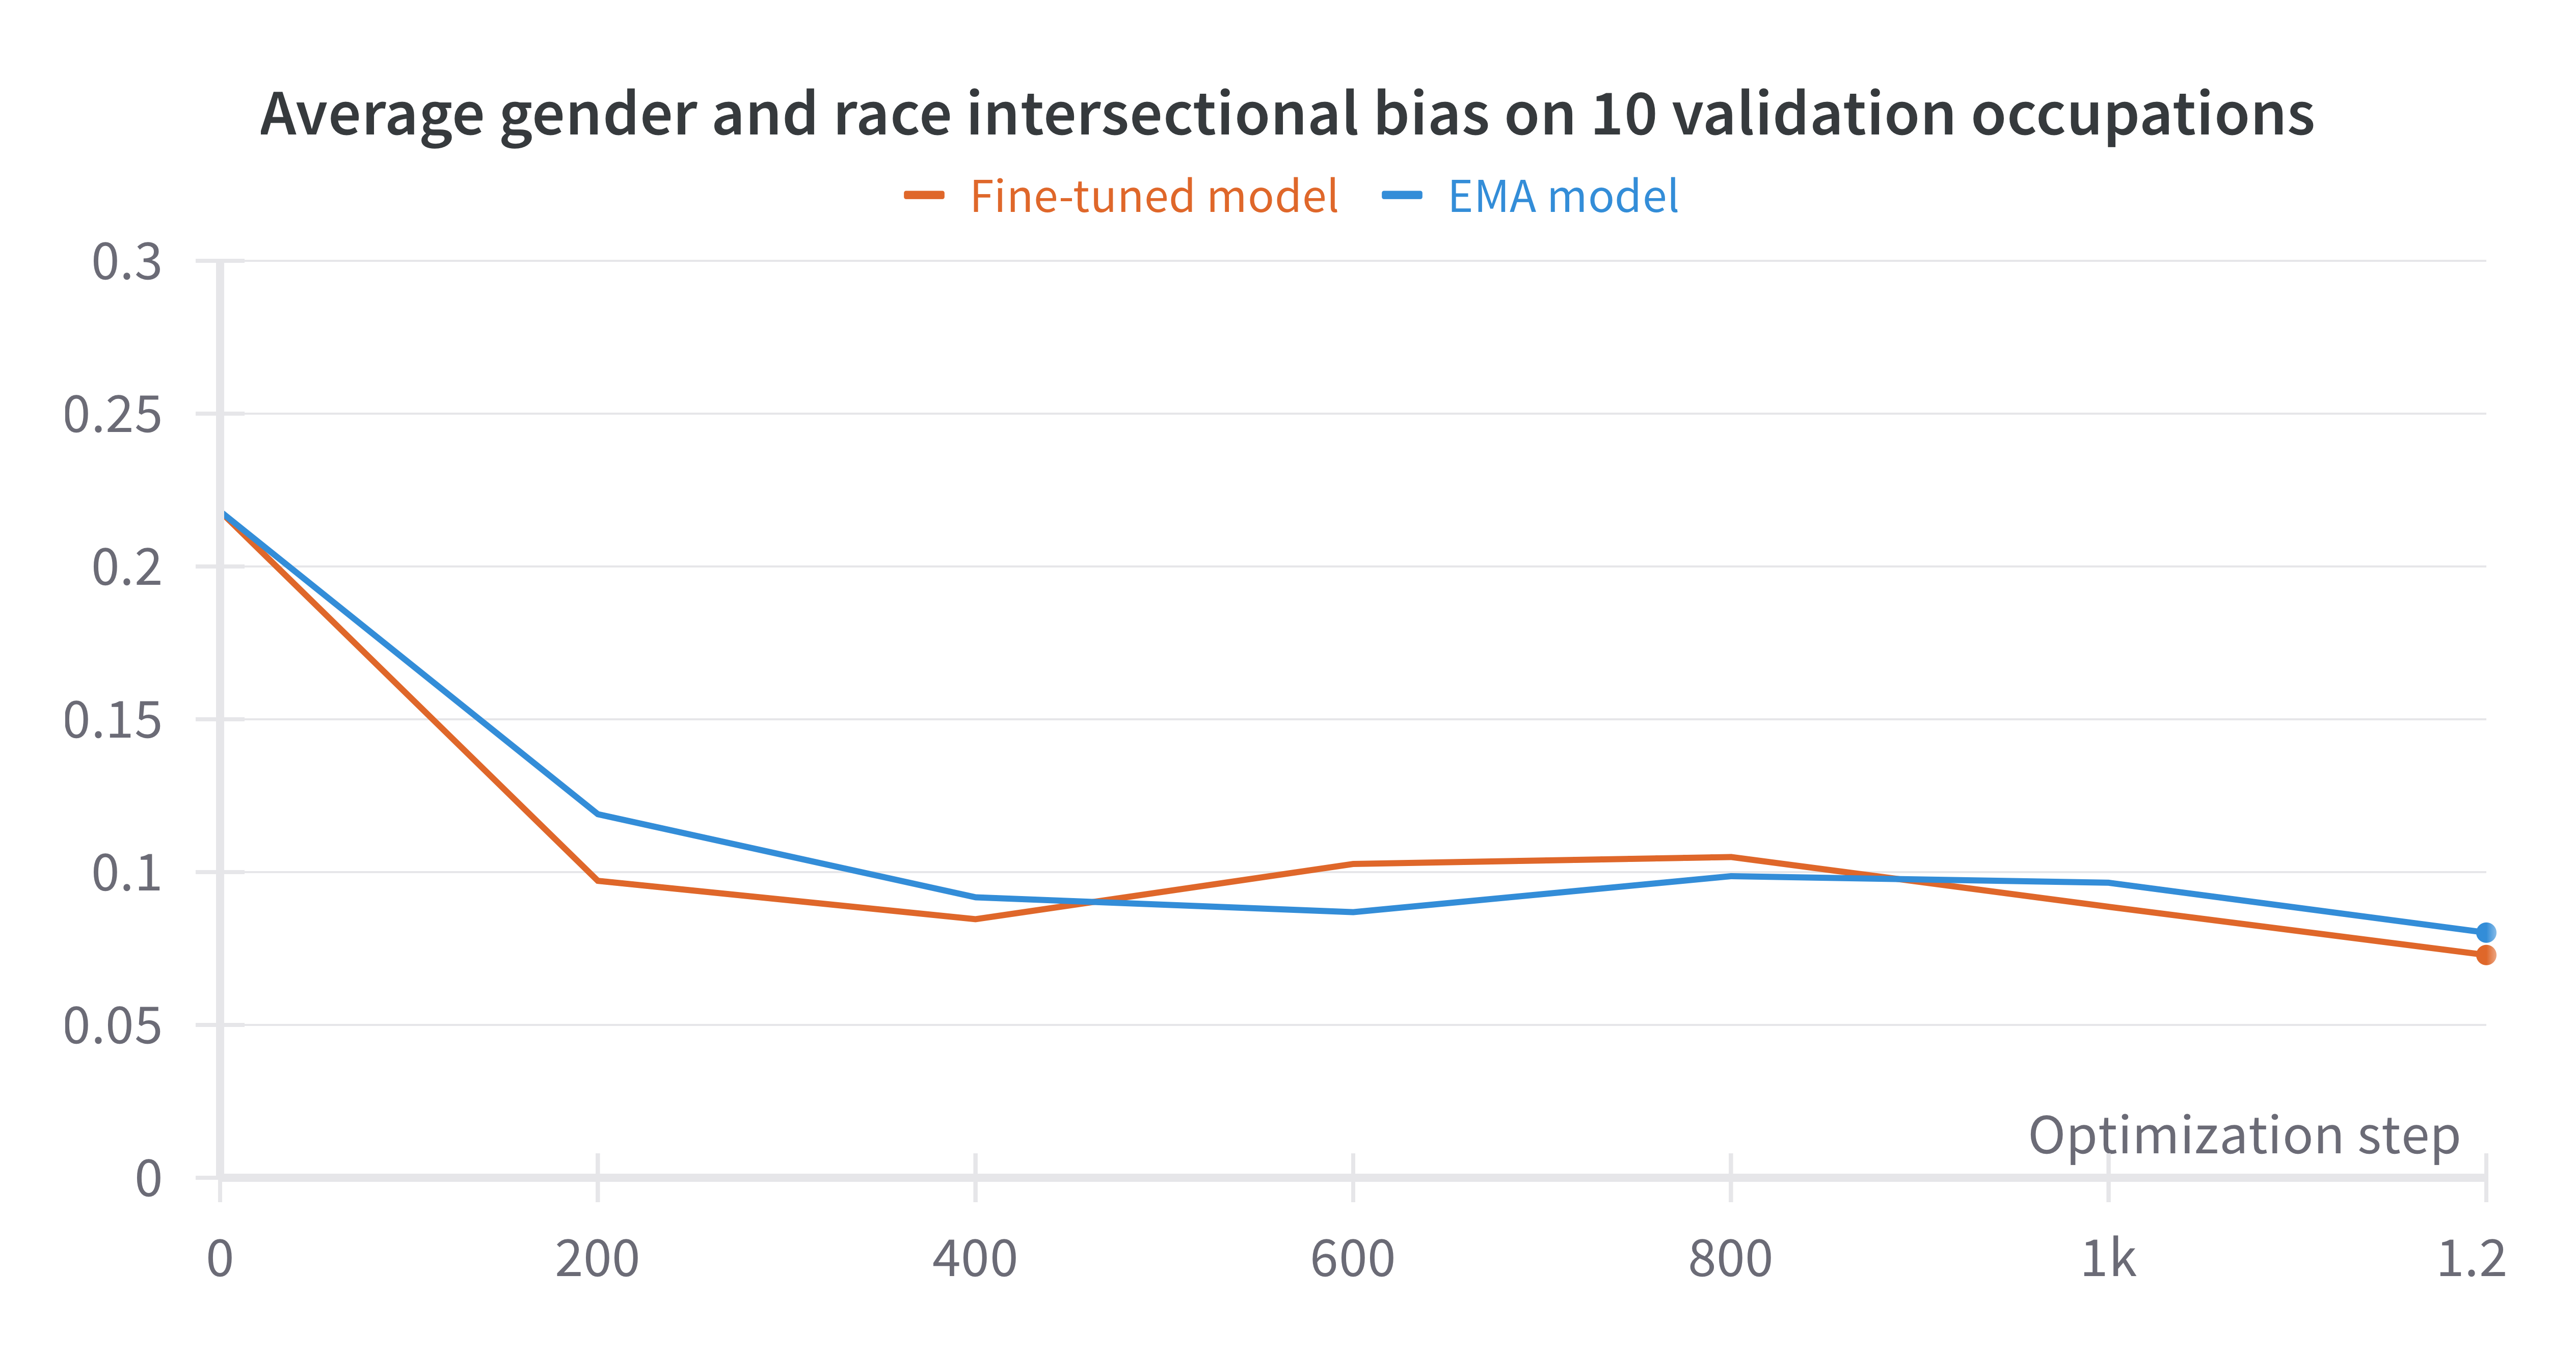 Average gender and race intersectional bias on 10 validation occupations
Fine-tuned model EMA model
0.3
0.25
0.2
0.15
0.1
0.05
Optimization step
0
0 200 400 600 800 1k 1.2